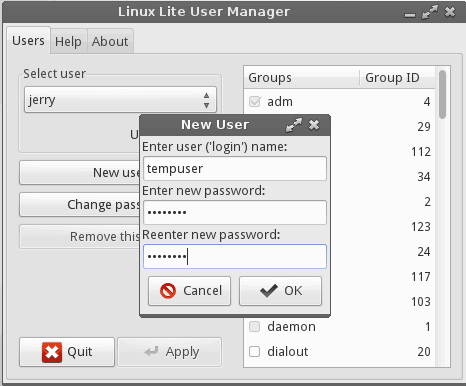 Linux Lite User Manager
Users Help About
Select user
jerry
Groups Group ID
adm 4
29
112
34
2
123
24
117
103
daemon 1
dialout 20
New User
Enter user ('login') name:
tempuser
Enter new password:
••••••••
Reenter new password:
••••••••
Cancel OK
U
New use
Change pass
Remove this
Quit Apply